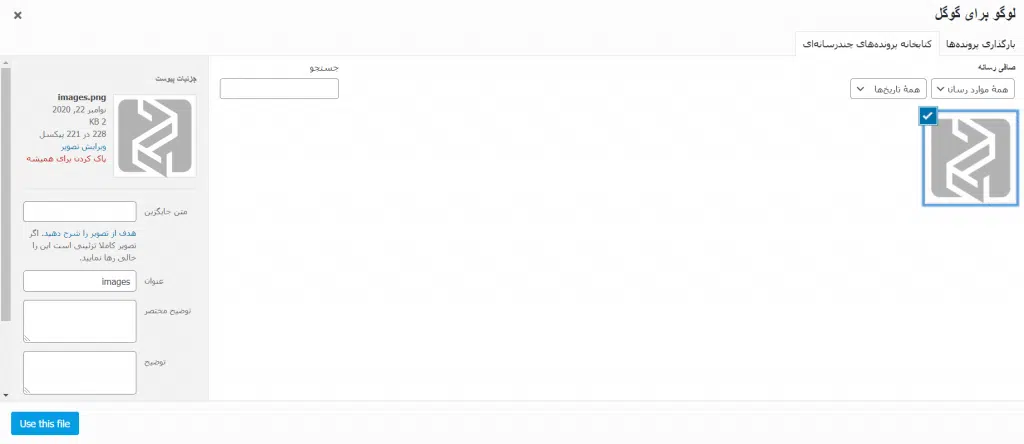 لوگو برای گوگل
بارگذاری پرونده‌ها
کتابخانه پرونده‌های چندرسانه‌ای
صافی رسانه
همهٔ موارد رسان
همهٔ تاریخ‌ها
جستجو
جزئیات پیوست
images.png
نوامبر 22, 2020
2 KB
228 در 221 پیکسل
ویرایش تصویر
پاک کردن برای همیشه
متن جایگزین
هدف از تصویر را شرح دهید. اگر
تصویر کاملا تزئینی است این را
خالی رها نمایید.
عنوان
images
توضیح مختصر
توضیح
Use this file